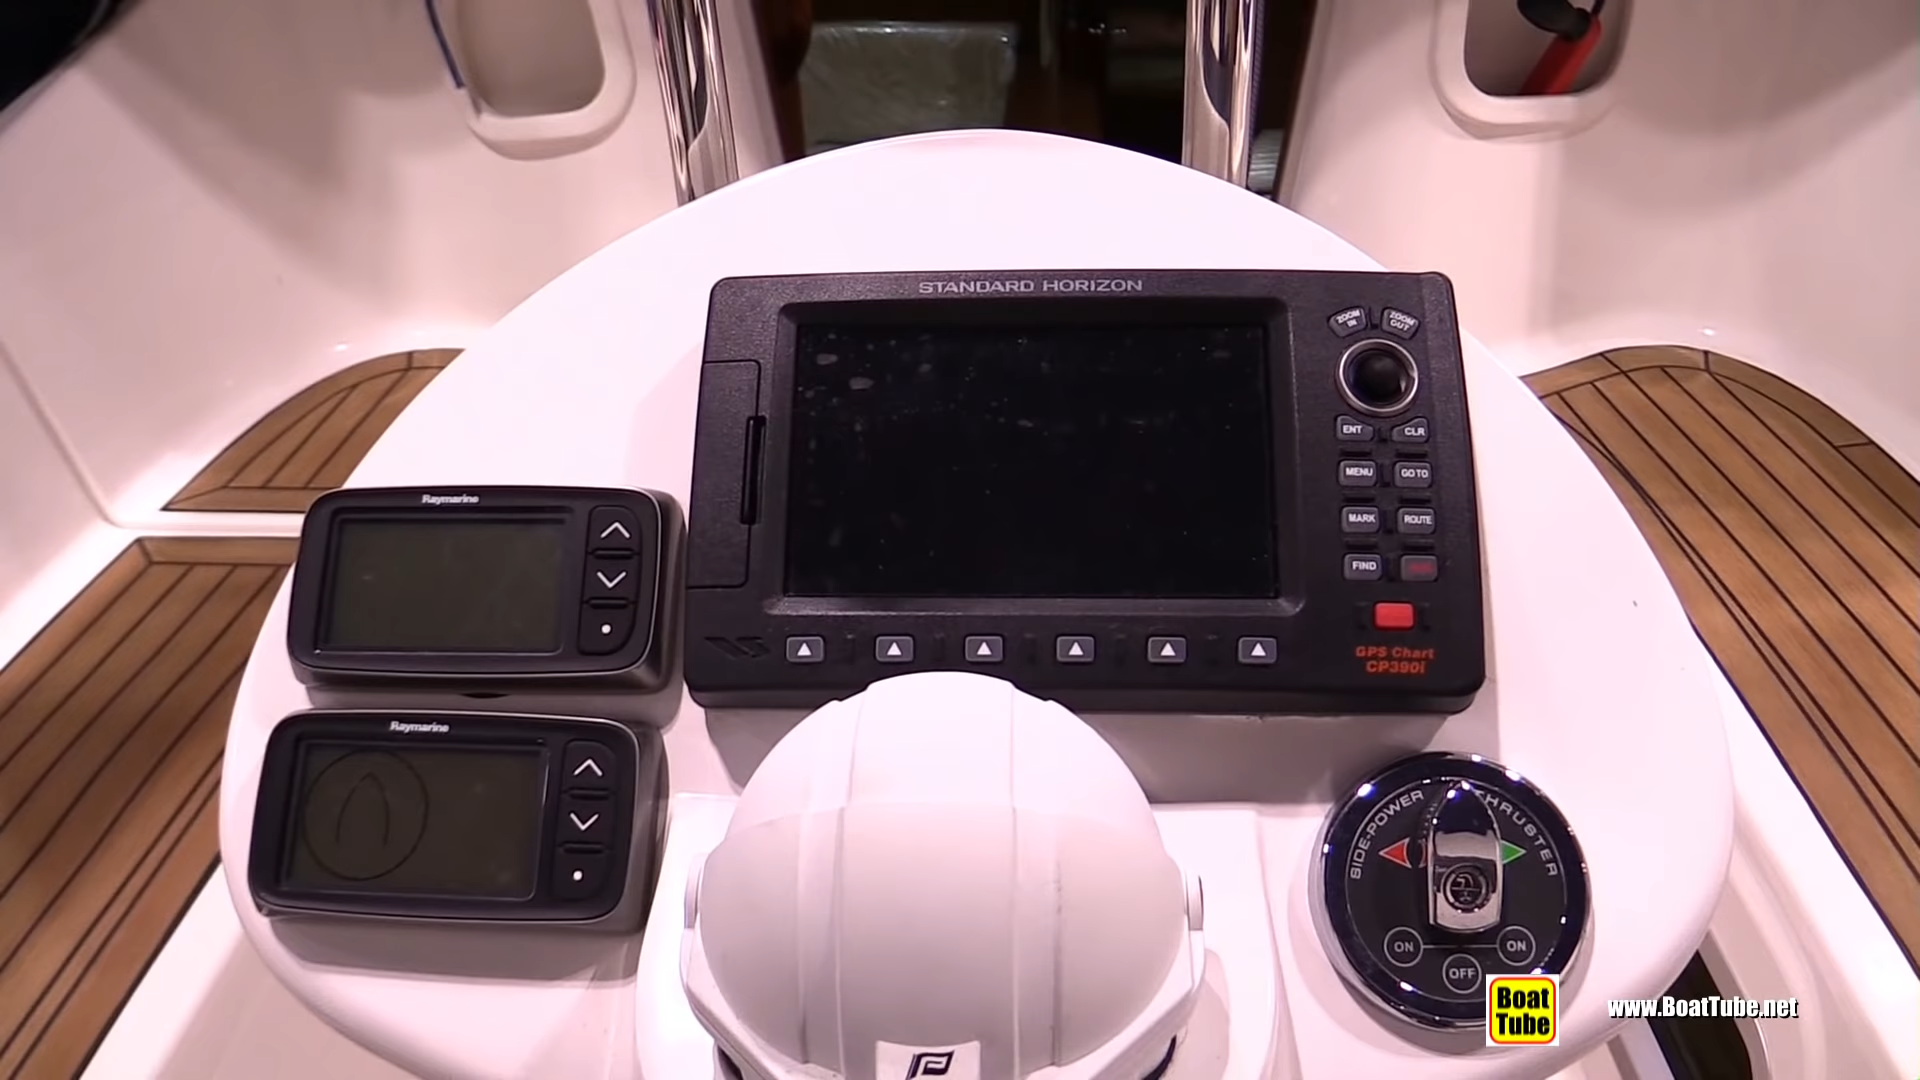 STANDARD HORIZON
ZOOM IN
ZOOM OUT
ENT
CLR
MENU
GO TO
MARK
ROUTE
FIND
GPS Chart
CP390i
Raymarine
Raymarine
SIDE-POWER THRUSTER
ON
ON
OFF
Boat
Tube
www.BoatTube.net